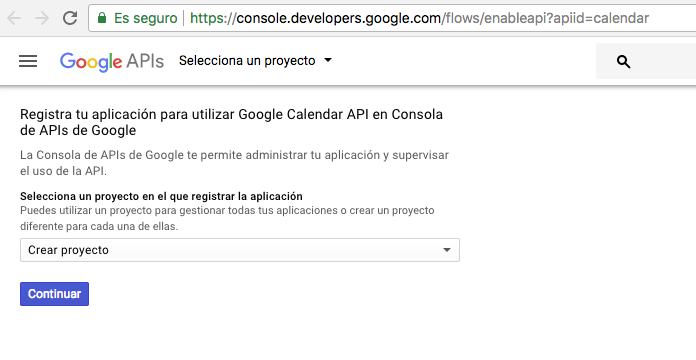 Es seguro https://console.developers.google.com/flows/enableapi?apiid=calendar
Google APIs Selecciona un proyecto
Registra tu aplicación para utilizar Google Calendar API en Consola
de APIs de Google
La Consola de APIs de Google te permite administrar tu aplicación y supervisar
el uso de la API.
Selecciona un proyecto en el que registrar la aplicación
Puedes utilizar un proyecto para gestionar todas tus aplicaciones o crear un proyecto
diferente para cada una de ellas.
Crear proyecto
Continuar